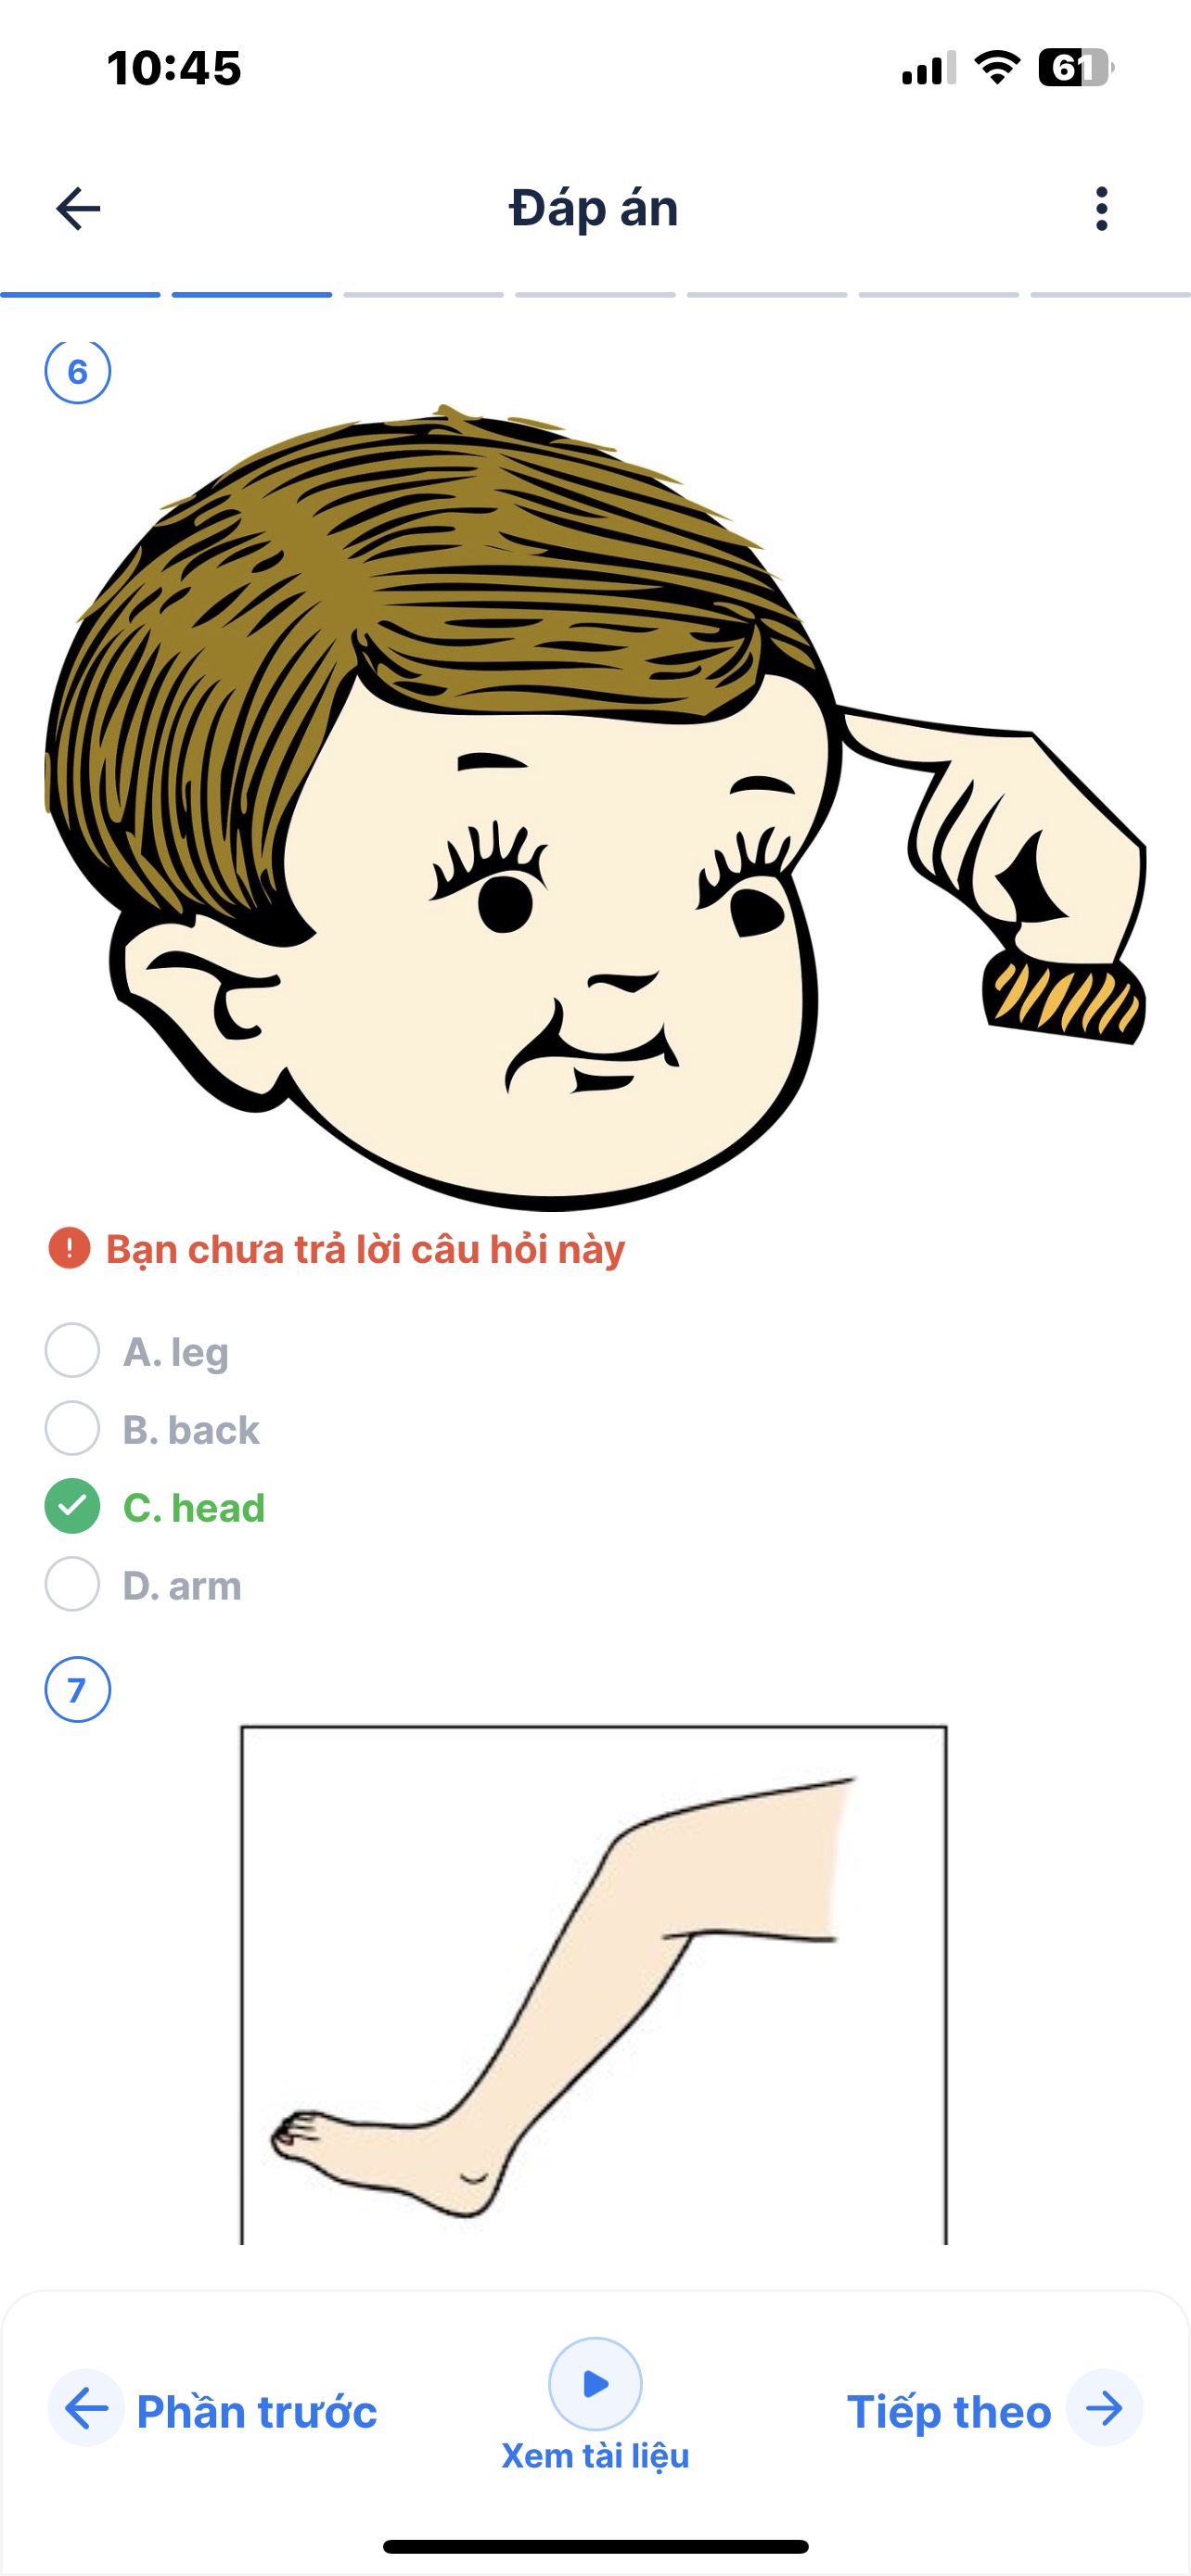 10:45
61
Đáp án
6
Bạn chưa trả lời câu hỏi này
A. leg
B. back
C. head
D. arm
7
Phần trước
Xem tài liệu
Tiếp theo